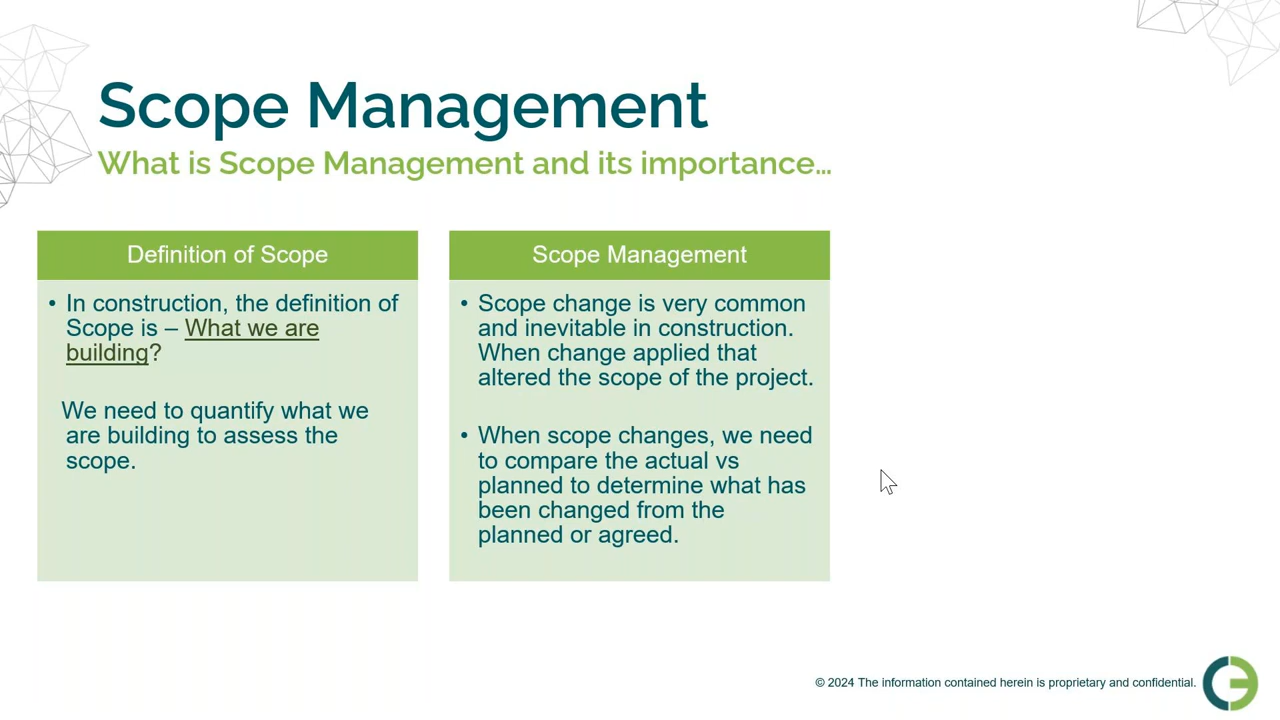 Scope Management
What is Scope Management and its importance...
Definition of Scope
• In construction, the definition of
Scope is – What we are
building?
We need to quantify what we
are building to assess the
scope.
Scope Management
• Scope change is very common
and inevitable in construction.
When change applied that
altered the scope of the project.
• When scope changes, we need
to compare the actual vs
planned to determine what has
been changed from the
planned or agreed.
© 2024 The information contained herein is proprietary and confidential.